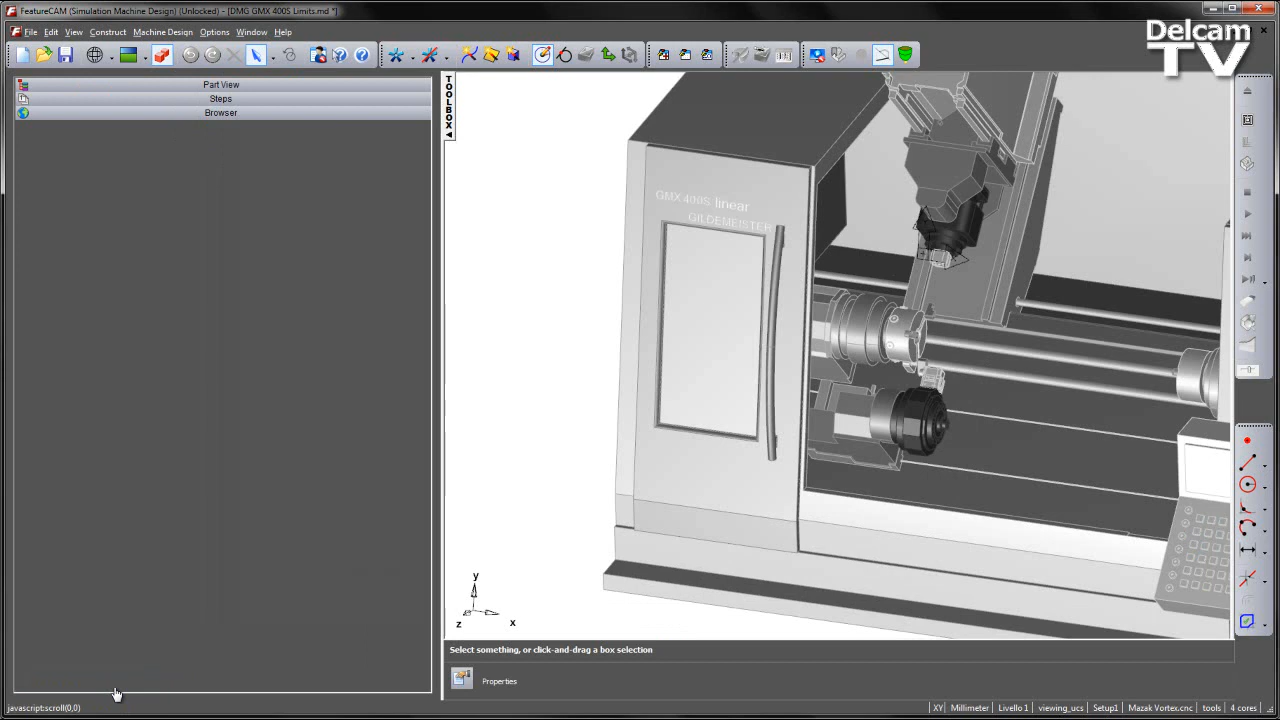 FeatureCAM (Simulation Machine Design) (Unlocked) - [DMG GMX 400S Limits.md *]
File Edit View Construct Machine Design Options Window Help
Delcam
TV
Part View
Steps
Browser
TOOLBOX
GMX 400S linear
GILDEMEISTER
y
z
x
Select something, or click-and-drag a box selection
Properties
javascript:scroll(0,0)
XY Millimeter Livello 1 viewing_ucs Setup1 Mazak Vortex.cnc tools 4 cores